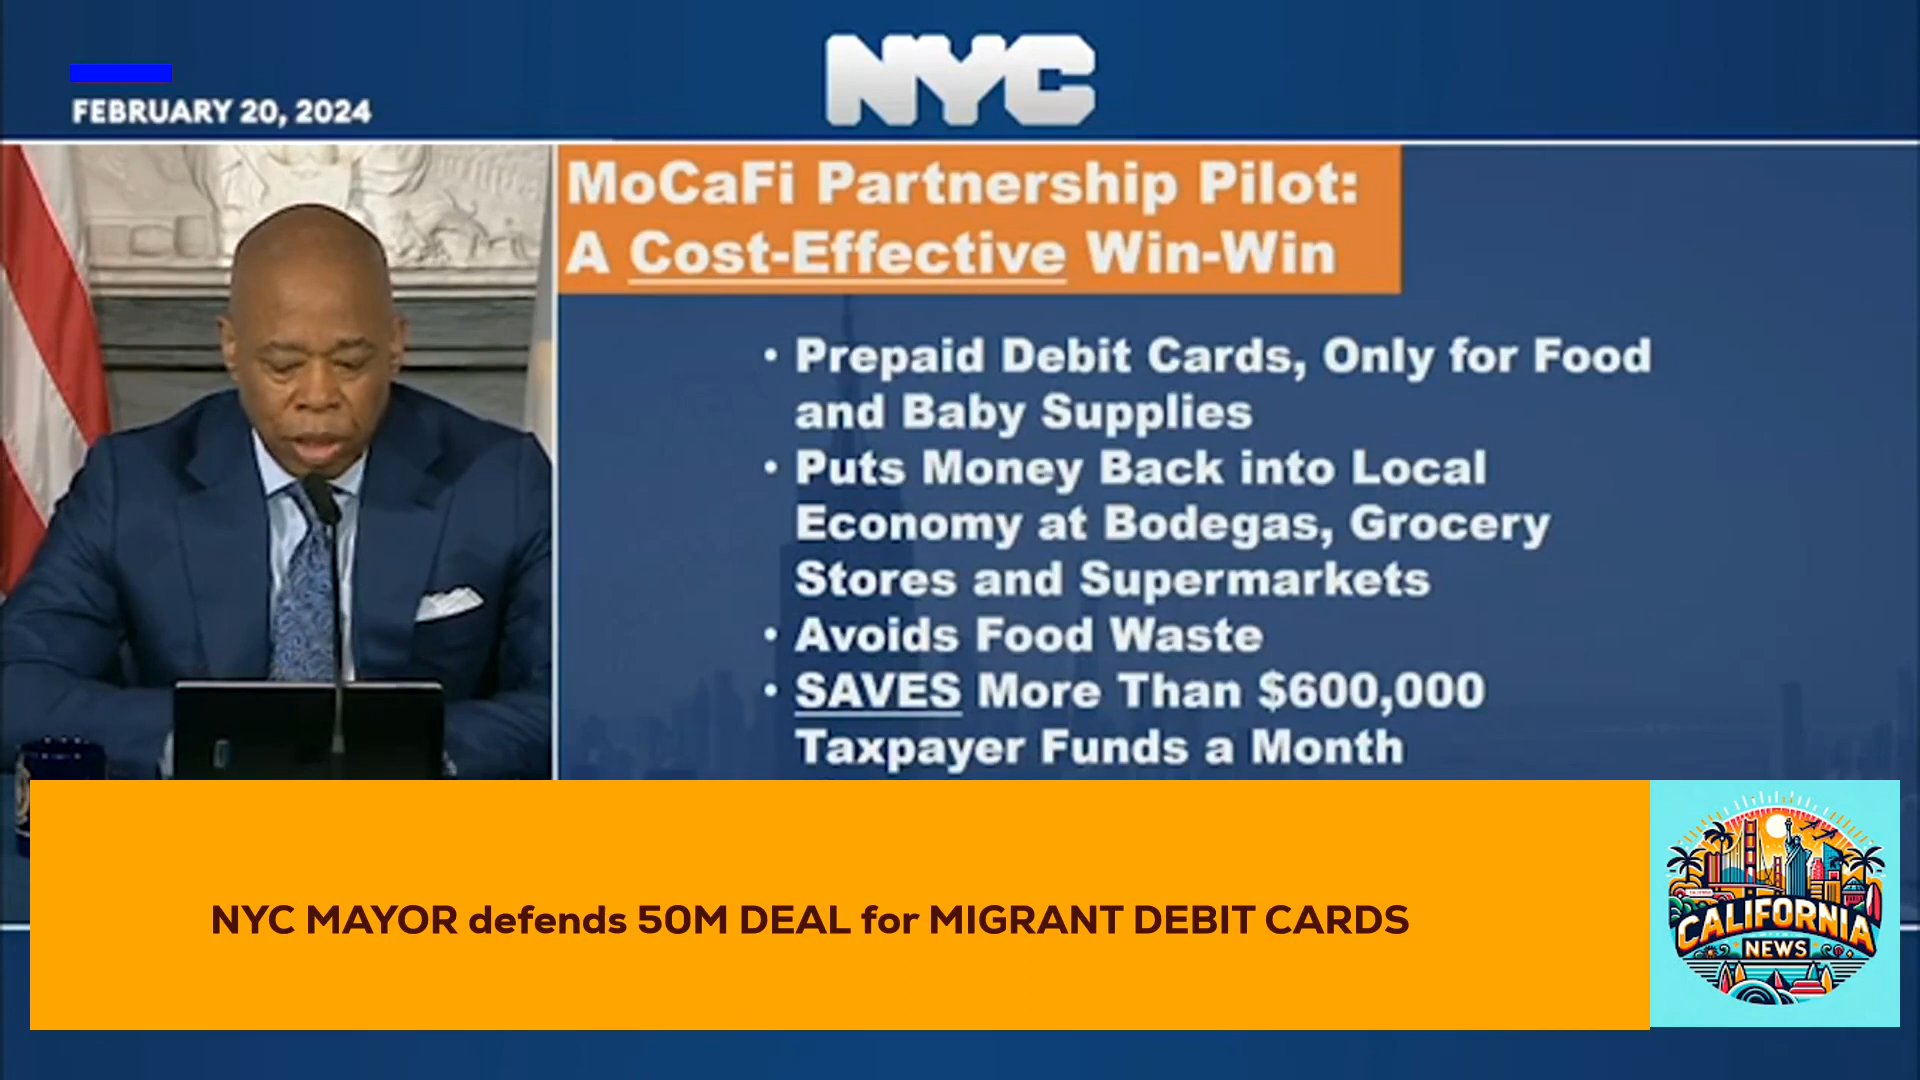 NYC
FEBRUARY 20, 2024
MoCaFi Partnership Pilot:
A Cost-Effective Win-Win
• Prepaid Debit Cards, Only for Food
and Baby Supplies
• Puts Money Back into Local
Economy at Bodegas, Grocery
Stores and Supermarkets
• Avoids Food Waste
• SAVES More Than $600,000
Taxpayer Funds a Month
NYC MAYOR defends 50M DEAL for MIGRANT DEBIT CARDS
CALIFORNIA
NEWS